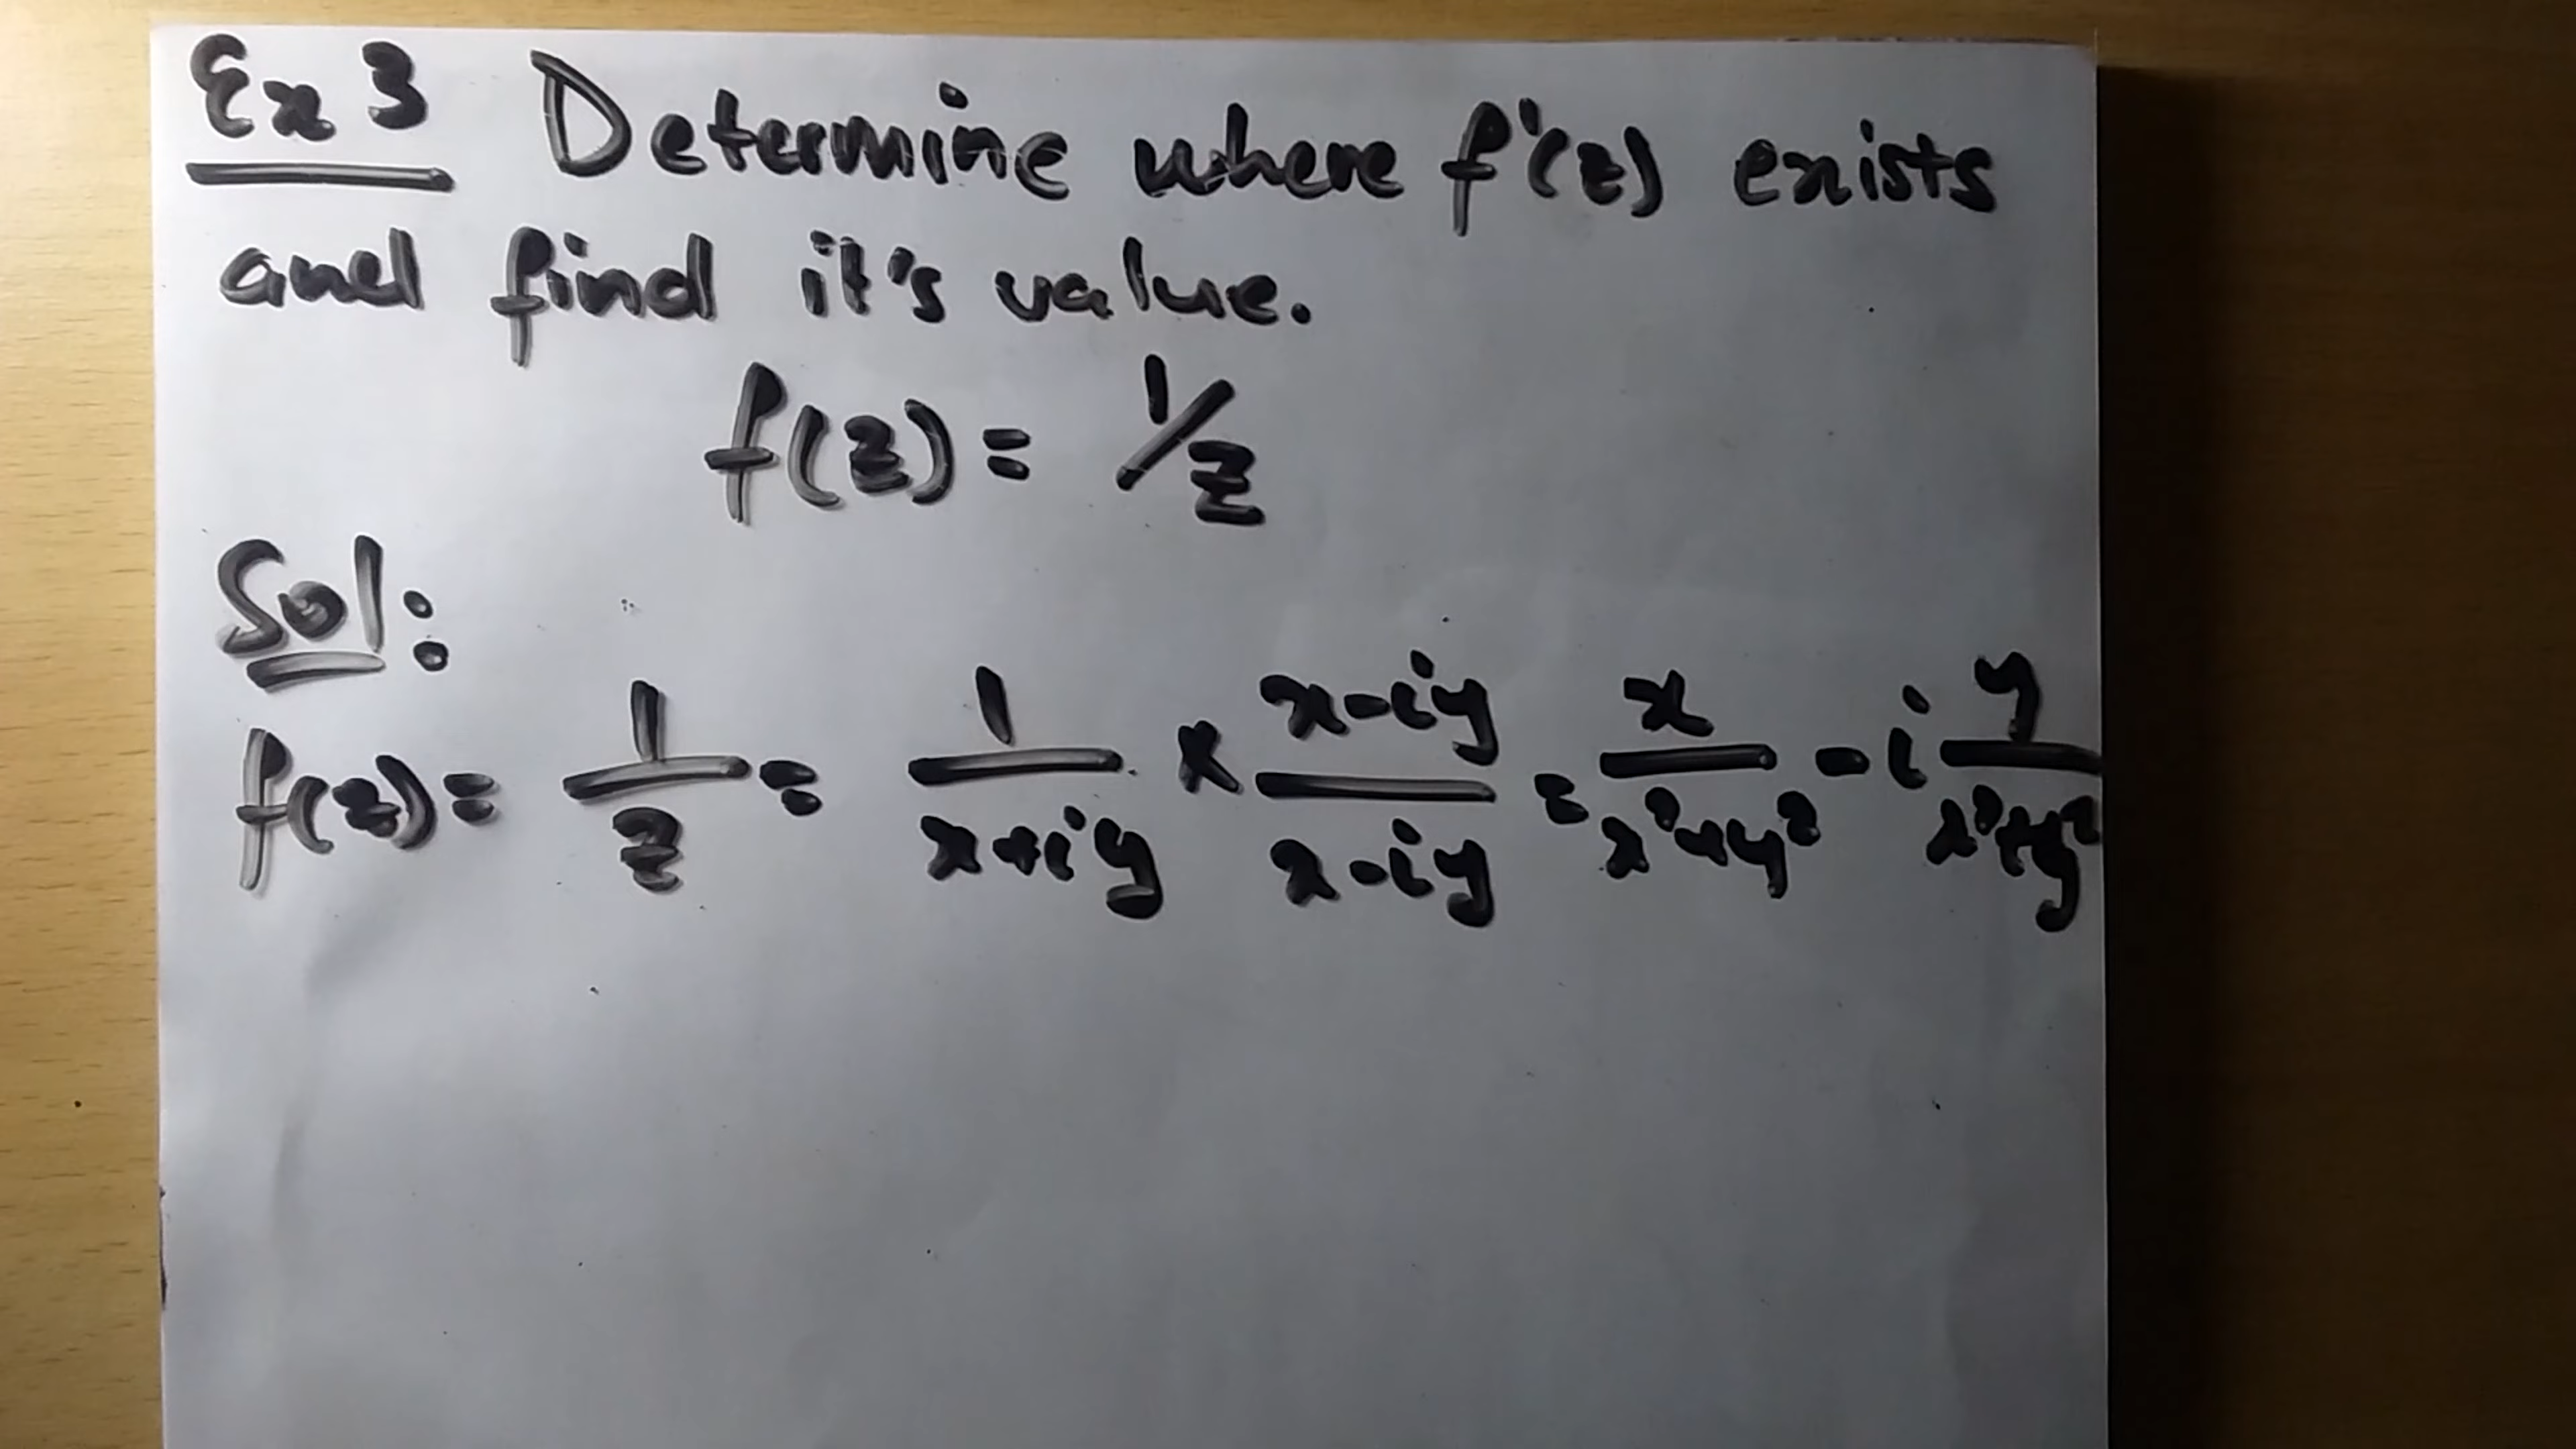 Ex 3 Determine where f'(z) exists
and find it's value.
f(z) = 1/z
Sol:
f(z) = 1/z = 1/(x+iy) × (x-iy)/(x-iy) = x/(x²+y²) - i y/(x²+y²)